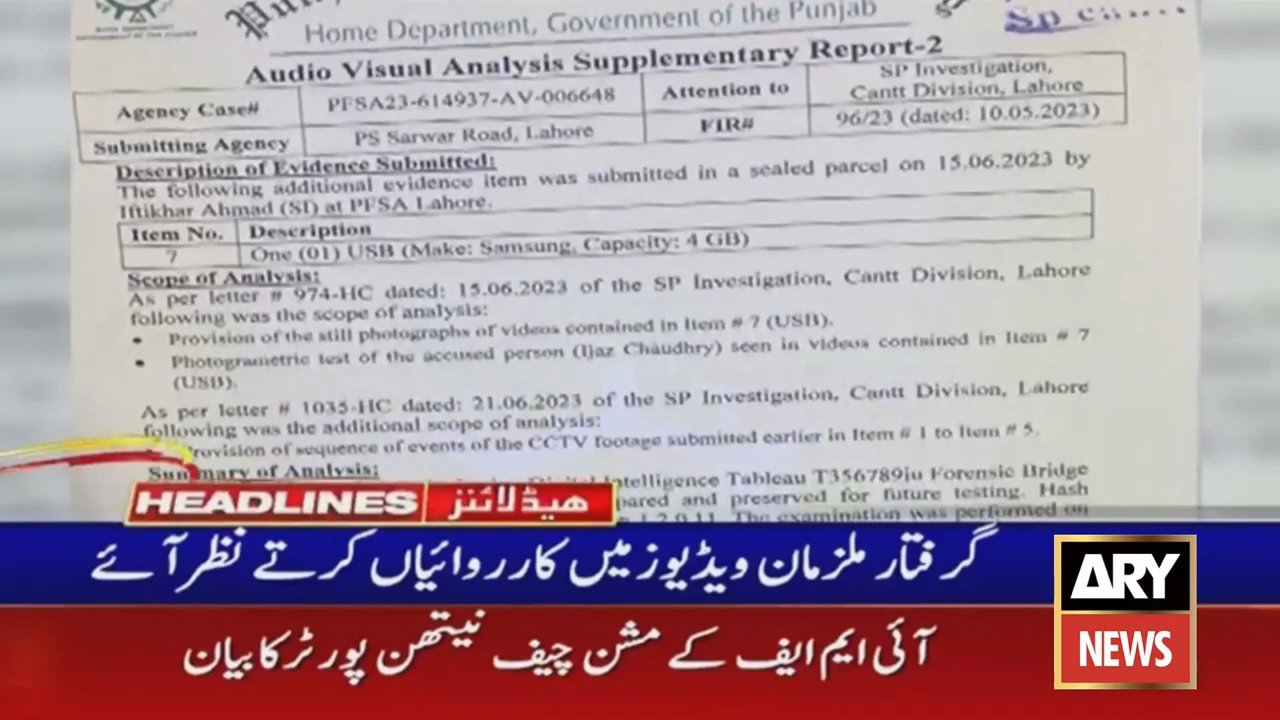 Home Department, Government of the Punjab
Audio Visual Analysis Supplementary Report-2
Agency Case# PFSA23-614937-AV-006648 Attention to SP Investigation, Cantt Division, Lahore
Submitting Agency PS Sarwar Road, Lahore FIR# 96/23 (dated: 10.05.2023)
Description of Evidence Submitted:
The following additional evidence item was submitted in a sealed parcel on 15.06.2023 by
Iftikhar Ahmad (SI) at PFSA Lahore.
Item No. Description
7 One (01) USB (Make: Samsung, Capacity: 4 GB)
Scope of Analysis:
As per letter # 974-HC dated: 15.06.2023 of the SP Investigation, Cantt Division, Lahore
following was the scope of analysis:
• Provision of the still photographs of videos contained in Item # 7 (USB).
• Photogrametric test of the accused person (Ijaz Chaudhry) seen in videos contained in Item # 7
(USB).
As per letter # 1035-HC dated: 21.06.2023 of the SP Investigation, Cantt Division, Lahore
following was the additional scope of analysis:
rovision of sequence of events of the CCTV footage submitted earlier in Item # 1 to Item # 5.
Summary of Analysis:
Intelligence Tableau T356789iu Forensic Bridge
pared and preserved for future testing. Hash
The examination was performed on
HEADLINES ہیڈلائنز
گرفتار ملزمان ویڈیوز میں کارروائیاں کرتے نظر آئے
آئی ایم ایف کے مشن چیف نیتھن پورٹر کا بیان
ARY
NEWS